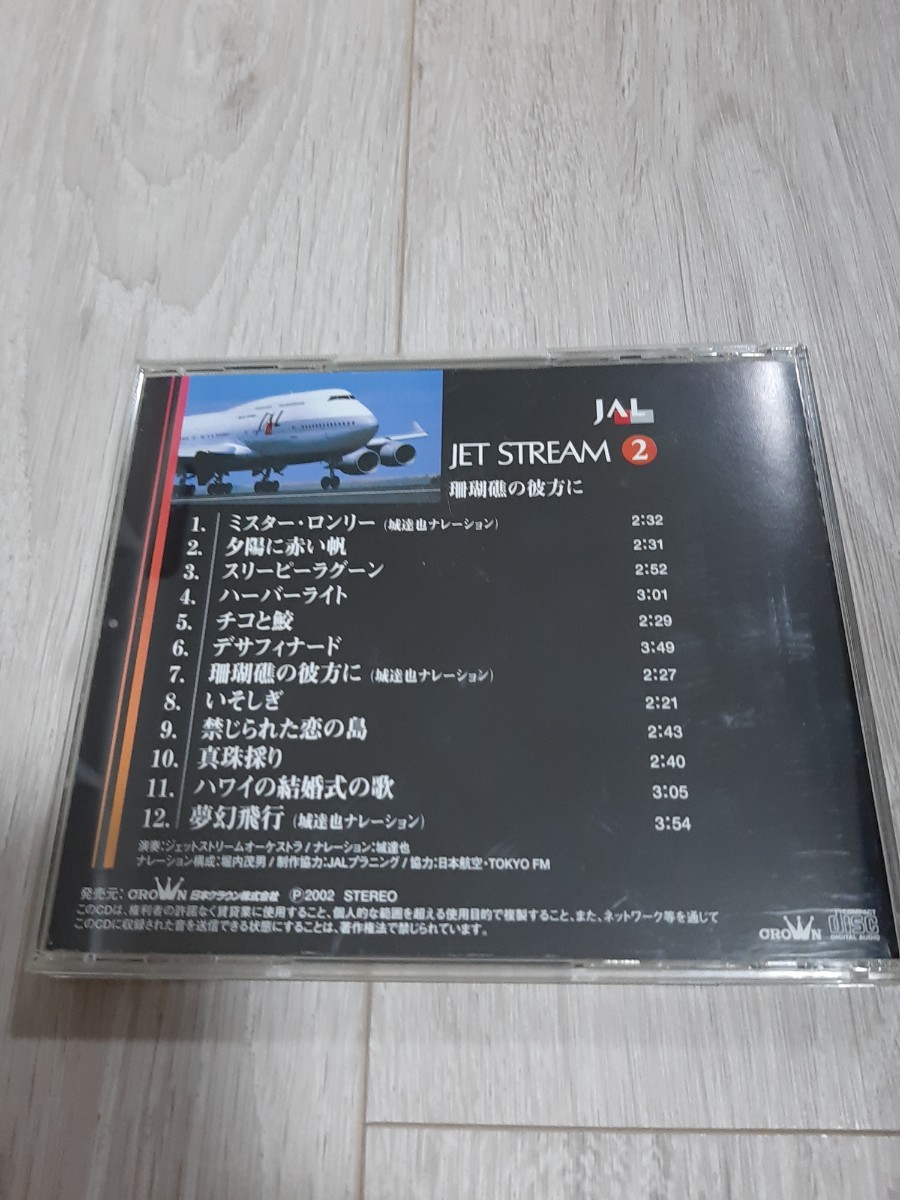 JAL
JAL
JET STREAM 2
珊瑚礁の彼方に
1. ミスター・ロンリー (城達也ナレーション) 2:32
2. 夕陽に赤い帆 2:31
3. スリーピーラグーン 2:52
4. ハーバーライト 3:01
5. チコと鮫 2:29
6. デサフィナード 3:49
7. 珊瑚礁の彼方に (城達也ナレーション) 2:27
8. いそしぎ 2:21
9. 禁じられた恋の島 2:43
10. 真珠採り 2:40
11. ハワイの結婚式の歌 3:05
12. 夢幻飛行 (城達也ナレーション) 3:54
演奏:ジェットストリームオーケストラ / ナレーション:城達也
ナレーション構成:堀内茂男 / 制作協力:JALプラニング / 協力:日本航空・TOKYO FM
発売元: CROWN 日本クラウン株式会社 Ⓟ2002 STEREO
このCDは、権利者の許諾なく賃貸業に使用すること、個人的な範囲を超える使用目的で複製すること、また、ネットワーク等を通じて
このCDに収録された音を送信できる状態にすることは、著作権法で禁じられています。
CROWN
COMPACT disc DIGITAL AUDIO